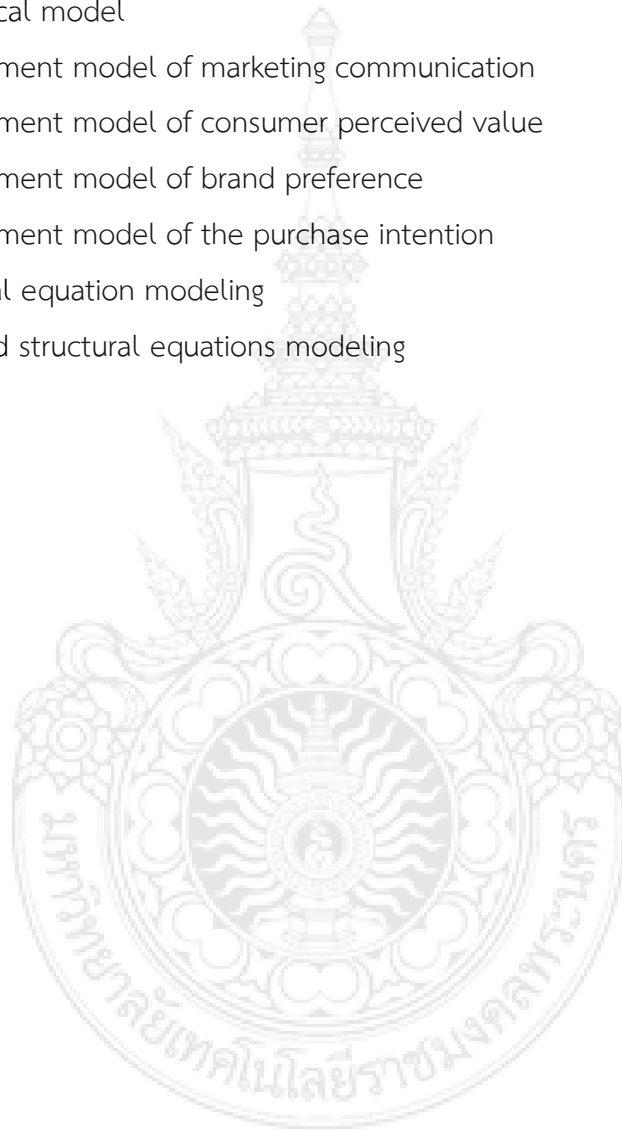 cal model
ment model of marketing communication
ment model of consumer perceived value
ment model of brand preference
ment model of the purchase intention
al equation modeling
d structural equations modeling
มหาวิทยาลัยเทคโนโลยีราชมงคลพระนคร